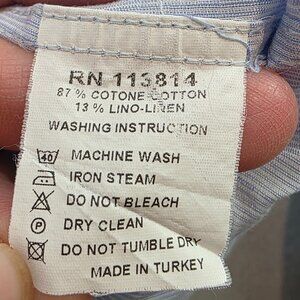 RN 113814
87 % COTONE-COTTON
13 % LINO-LINEN
WASHING INSTRUCTION
40 MACHINE WASH
IRON STEAM
DO NOT BLEACH
P DRY CLEAN
DO NOT TUMBLE DRY
MADE IN TURKEY